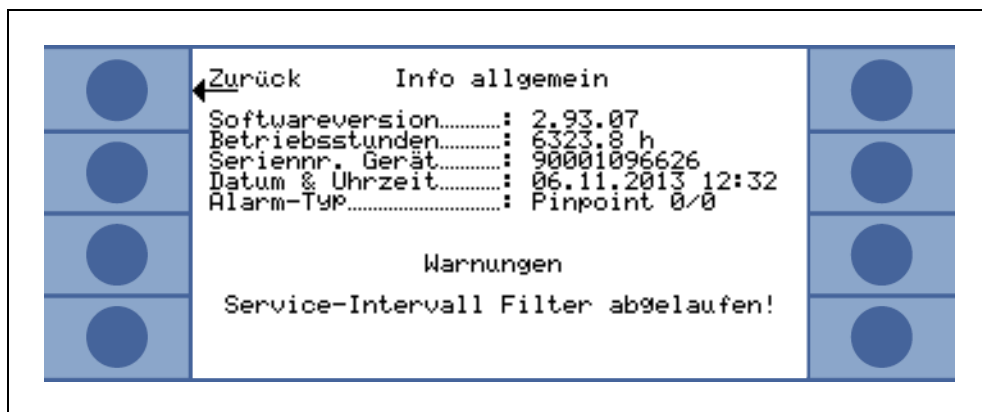 Zurück Info allgemein
Softwareversion..........: 2.93.07
Betriebsstunden..........: 6323.8 h
Seriennr. Gerät..........: 90001096626
Datum & Uhrzeit..........: 06.11.2013 12:32
Alarm-Typ.........................: Pinpoint 0/0
Warnungen
Service-Intervall Filter abgelaufen!